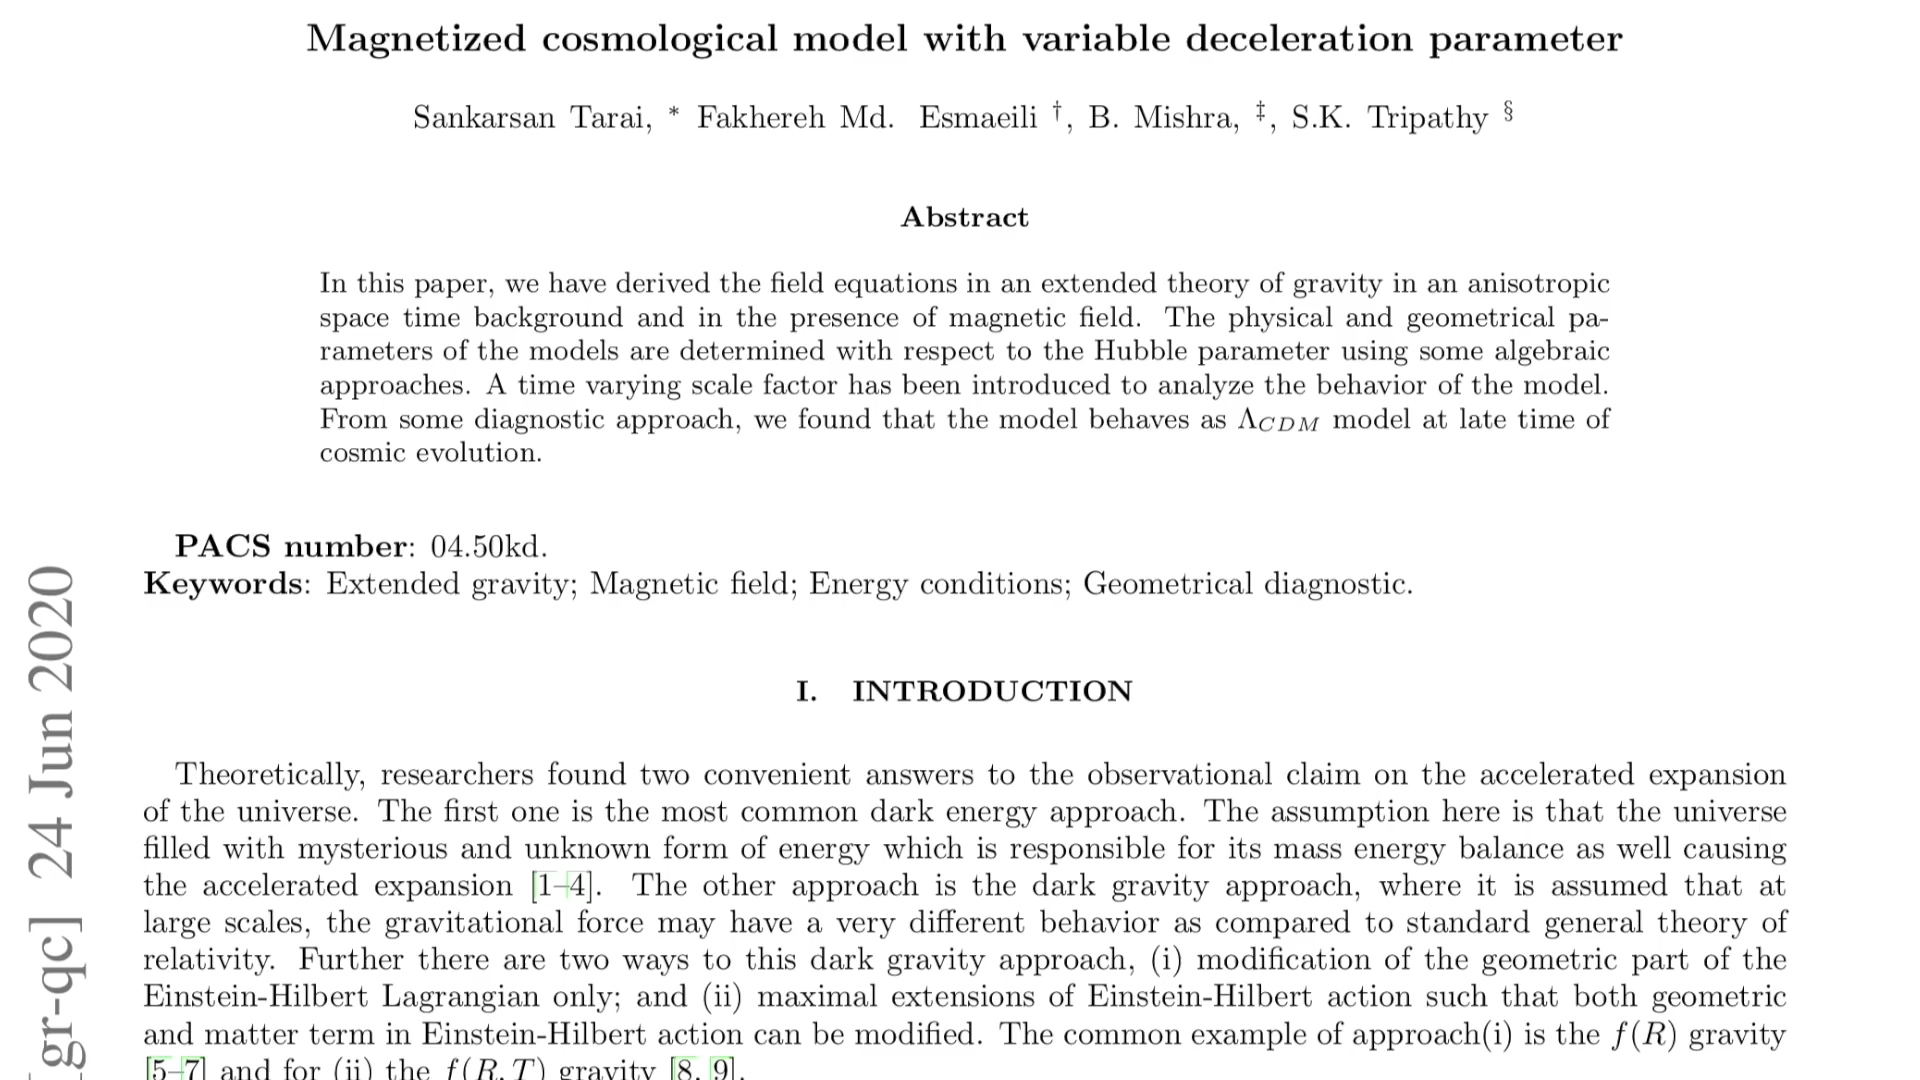 Magnetized cosmological model with variable deceleration parameter
Sankarsan Tarai, * Fakhereh Md. Esmaeili †, B. Mishra, ‡, S.K. Tripathy §
Abstract
In this paper, we have derived the field equations in an extended theory of gravity in an anisotropic
space time background and in the presence of magnetic field. The physical and geometrical pa-
rameters of the models are determined with respect to the Hubble parameter using some algebraic
approaches. A time varying scale factor has been introduced to analyze the behavior of the model.
From some diagnostic approach, we found that the model behaves as ΛCDM model at late time of
cosmic evolution.
PACS number: 04.50kd.
Keywords: Extended gravity; Magnetic field; Energy conditions; Geometrical diagnostic.
I. INTRODUCTION
Theoretically, researchers found two convenient answers to the observational claim on the accelerated expansion
of the universe. The first one is the most common dark energy approach. The assumption here is that the universe
filled with mysterious and unknown form of energy which is responsible for its mass energy balance as well causing
the accelerated expansion [1–4]. The other approach is the dark gravity approach, where it is assumed that at
large scales, the gravitational force may have a very different behavior as compared to standard general theory of
relativity. Further there are two ways to this dark gravity approach, (i) modification of the geometric part of the
Einstein-Hilbert Lagrangian only; and (ii) maximal extensions of Einstein-Hilbert action such that both geometric
and matter term in Einstein-Hilbert action can be modified. The common example of approach(i) is the f(R) gravity
[5–7] and for (ii) the f(R, T) gravity [8, 9].
[gr-qc] 24 Jun 2020